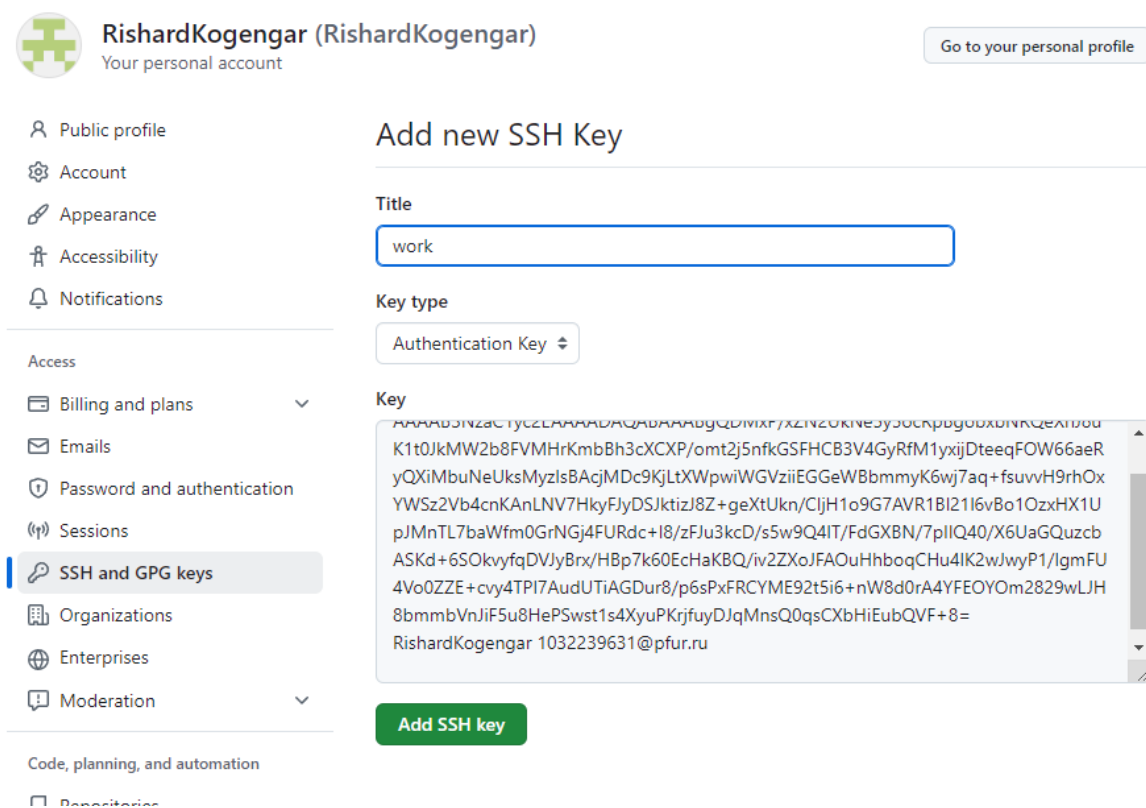 RishardKogengar (RishardKogengar)
Your personal account
Go to your personal profile
Public profile
Account
Appearance
Accessibility
Notifications
Access
Billing and plans
Emails
Password and authentication
Sessions
SSH and GPG keys
Organizations
Enterprises
Moderation
Code, planning, and automation
Repositories
Add new SSH Key
Title
work
Key type
Authentication Key
Key
K1t0JkMW2b8FVMHrKmbBh3cXCXP/omt2j5nfkGSFHCB3V4GyRfM1yxijDteeqFOW66aeR
yQXiMbuNeUksMyzIsBAcjMDc9KjLtXWpwiWGVziiEGGeWBbmmyK6wj7aq+fsuvvH9rhOx
YWSz2Vb4cnKAnLNV7HkyFJyDSJktizJ8Z+geXtUkn/CIjH1o9G7AVR1BI21I6vBo1OzxHX1U
pJMnTL7baWfm0GrNGj4FURdc+I8/zFJu3kcD/s5w9Q4IT/FdGXBN/7pIIQ40/X6UaGQuzcb
ASKd+6SOkvyfqDVJyBrx/HBp7k60EcHaKBQ/iv2ZXoJFAOuHhboqCHu4IK2wJwyP1/IgmFU
4Vo0ZZE+cvy4TPI7AudUTiAGDur8/p6sPxFRCYME92t5i6+nW8d0rA4YFEOYOm2829wLJH
8bmmbVnJiF5u8HePSwst1s4XyuPKrjfuyDJqMnsQ0qsCXbHiEubQVF+8=
RishardKogengar 1032239631@pfur.ru
Add SSH key